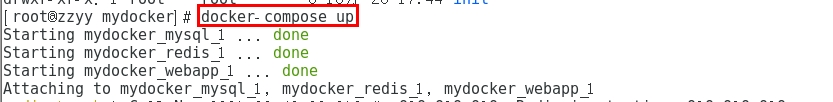 [root@zzyy mydocker]# docker-compose up
Starting mydocker_mysql_1 ... done
Starting mydocker_redis_1 ... done
Starting mydocker_webapp_1 ... done
Attaching to mydocker_mysql_1, mydocker_redis_1, mydocker_webapp_1